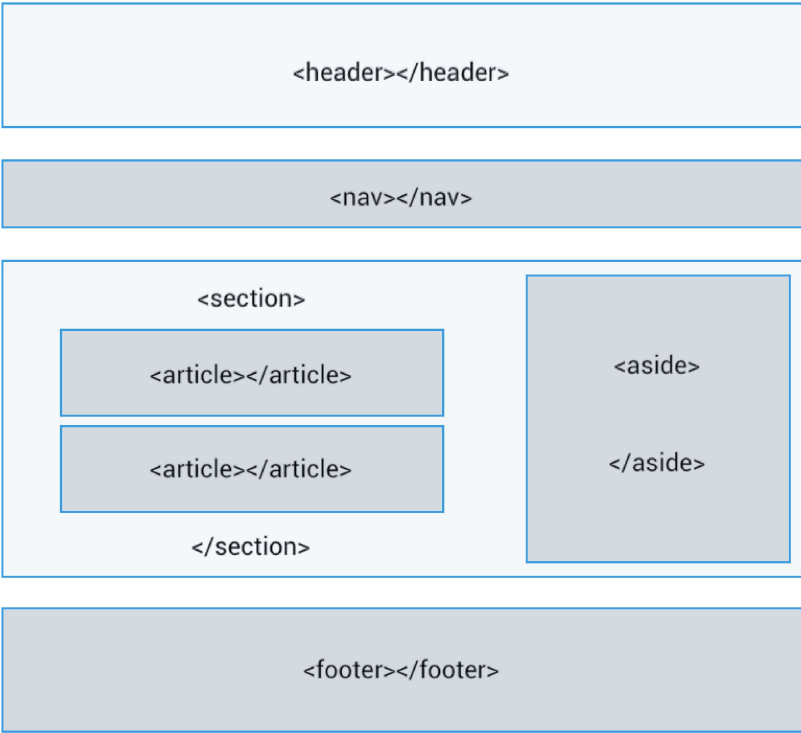 <header></header>
<nav></nav>
<section>
<article></article>
<article></article>
</section>
<aside>
</aside>
<footer></footer>